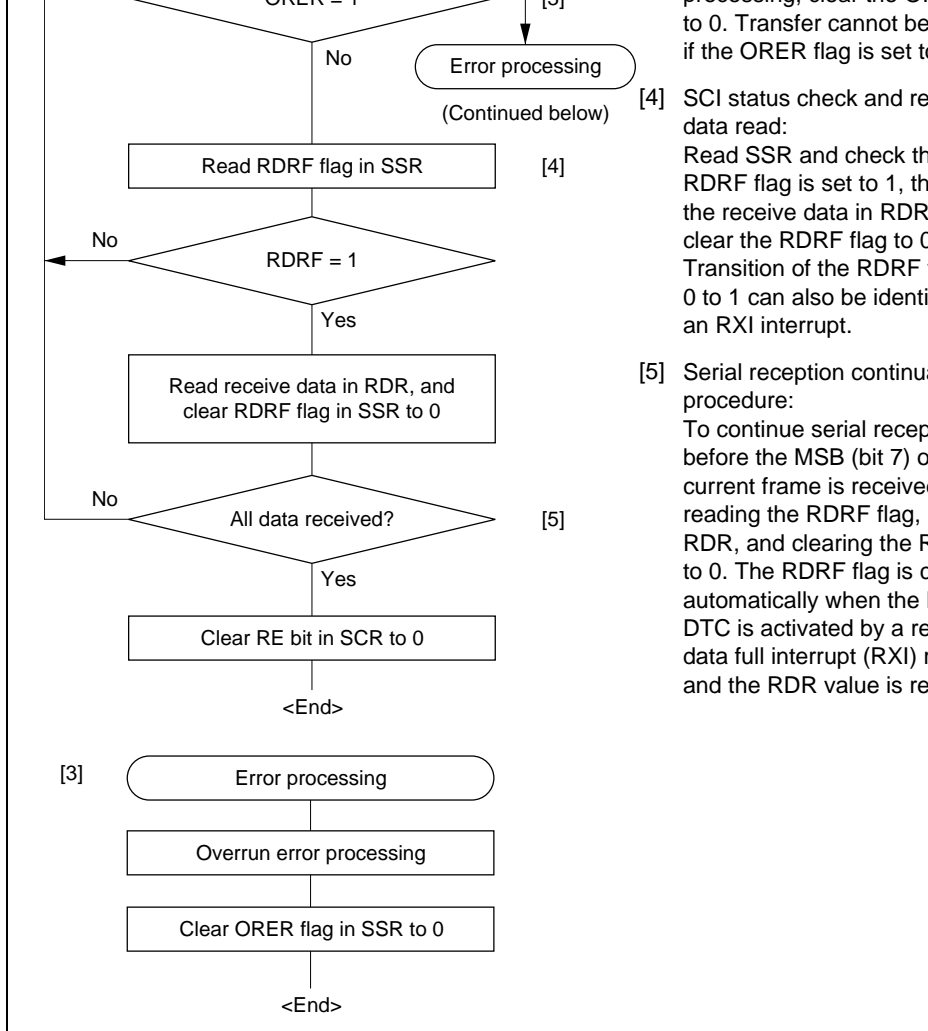 ORER = 1
[3]
No
Error processing
(Continued below)
Read RDRF flag in SSR
[4]
No
RDRF = 1
Yes
Read receive data in RDR, and
clear RDRF flag in SSR to 0
No
All data received?
[5]
Yes
Clear RE bit in SCR to 0
<End>
[3]
Error processing
Overrun error processing
Clear ORER flag in SSR to 0
<End>
processing, clear the O
to 0. Transfer cannot be
if the ORER flag is set to
[4] SCI status check and re
data read:
Read SSR and check th
RDRF flag is set to 1, th
the receive data in RDR
clear the RDRF flag to 0
Transition of the RDRF
0 to 1 can also be identi
an RXI interrupt.
[5] Serial reception continua
procedure:
To continue serial recep
before the MSB (bit 7) o
current frame is received
reading the RDRF flag,
RDR, and clearing the R
to 0. The RDRF flag is c
automatically when the
DTC is activated by a re
data full interrupt (RXI) r
and the RDR value is re